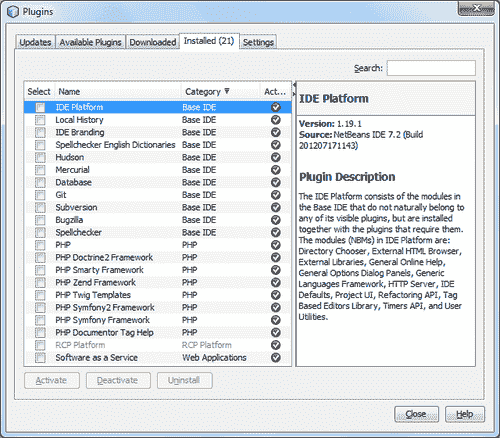 Plugins
Updates Available Plugins Downloaded Installed (21) Settings
Search:
Select Name Category Act...
IDE Platform Base IDE
Local History Base IDE
IDE Branding Base IDE
Spellchecker English Dictionaries Base IDE
Hudson Base IDE
Mercurial Base IDE
Database Base IDE
Git Base IDE
Subversion Base IDE
Bugzilla Base IDE
Spellchecker Base IDE
PHP PHP
PHP Doctrine2 Framework PHP
PHP Smarty Framework PHP
PHP Zend Framework PHP
PHP Twig Templates PHP
PHP Symfony2 Framework PHP
PHP Symfony Framework PHP
PHP Documentor Tag Help PHP
RCP Platform RCP Platform
Software as a Service Web Applications
IDE Platform
Version: 1.19.1
Source: NetBeans IDE 7.2 (Build
201207171143)
Plugin Description
The IDE Platform consists of the modules in
the Base IDE that do not naturally belong to
any of its visible plugins, but are installed
together with the plugins that require them.
The modules (NBMs) in IDE Platform are:
Directory Chooser, External HTML Browser,
External Libraries, General Online Help,
General Options Dialog Panels, Generic
Languages Framework, HTTP Server, IDE
Defaults, Project UI, Refactoring API, Tag
Based Editors Library, Timers API, and User
Utilities.
Activate Deactivate Uninstall
Close Help